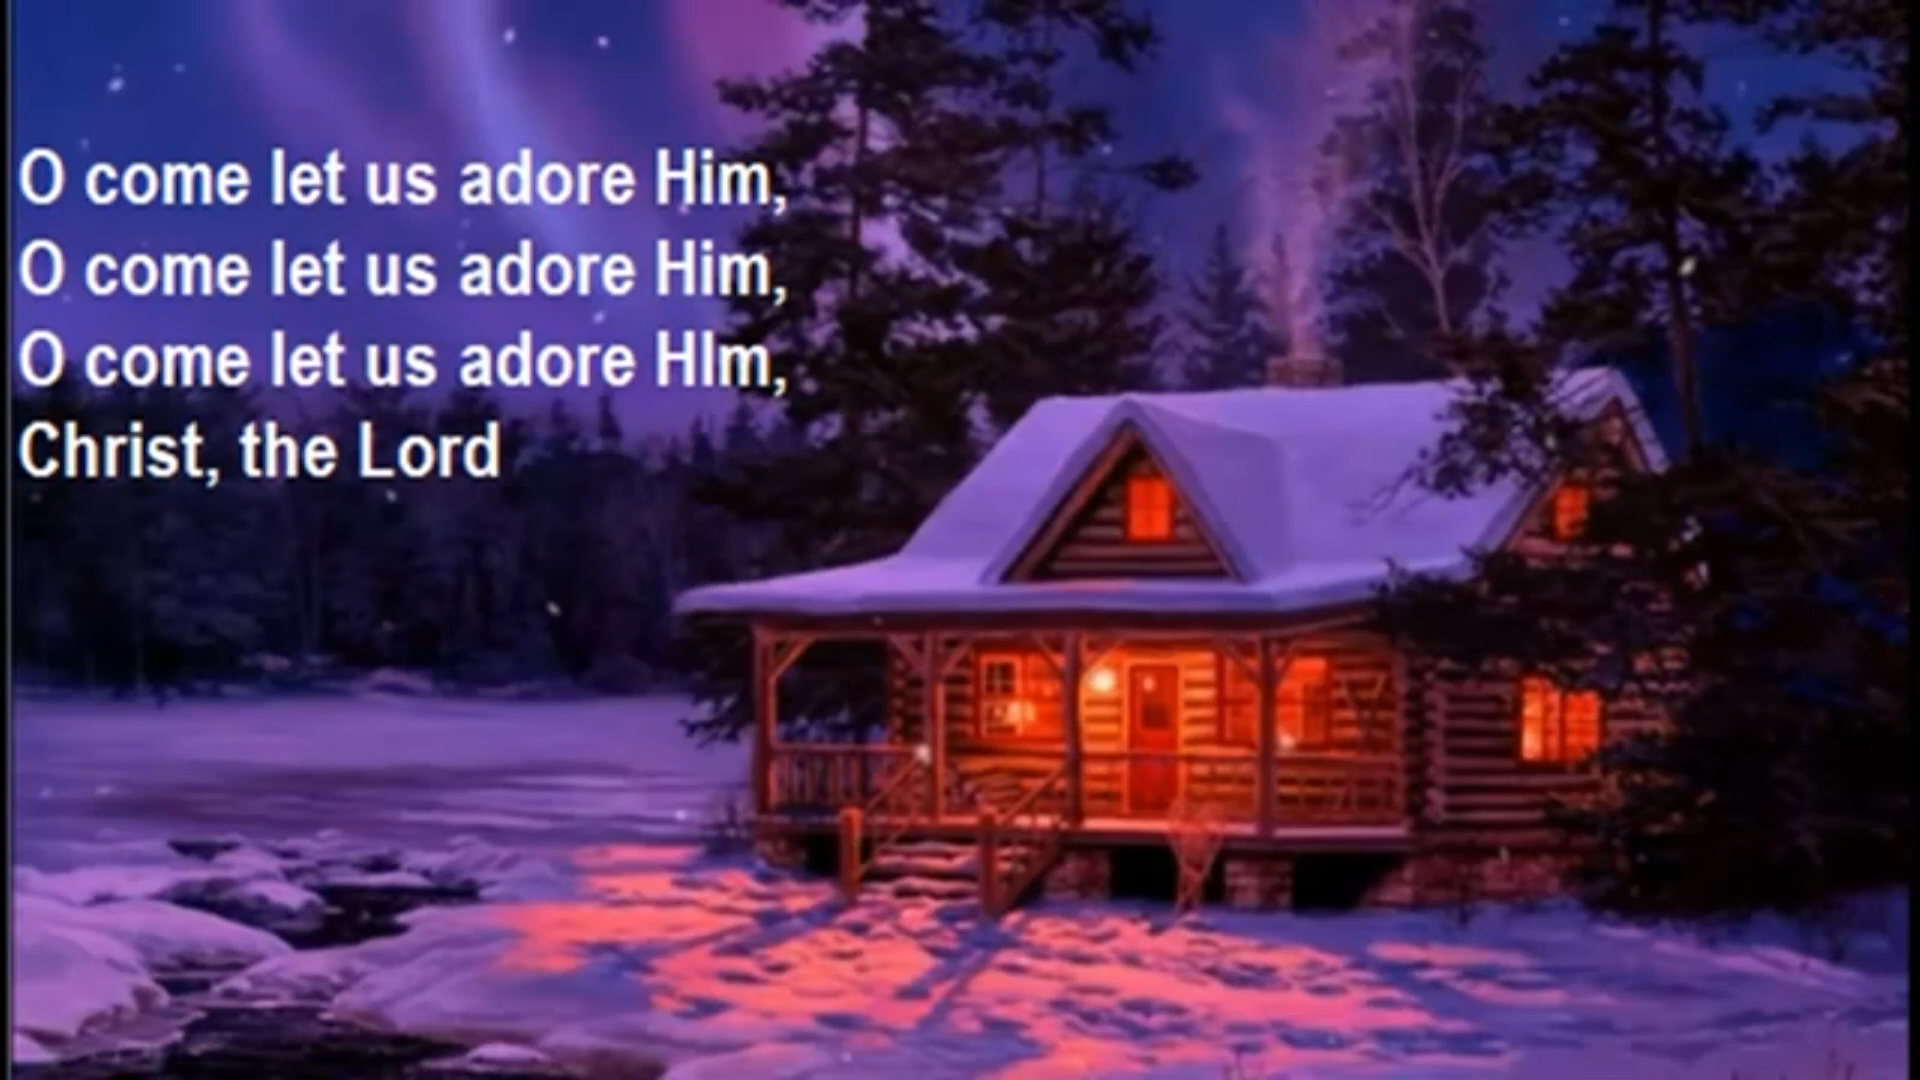 O come let us adore Him,
O come let us adore Him,
O come let us adore HIm,
Christ, the Lord